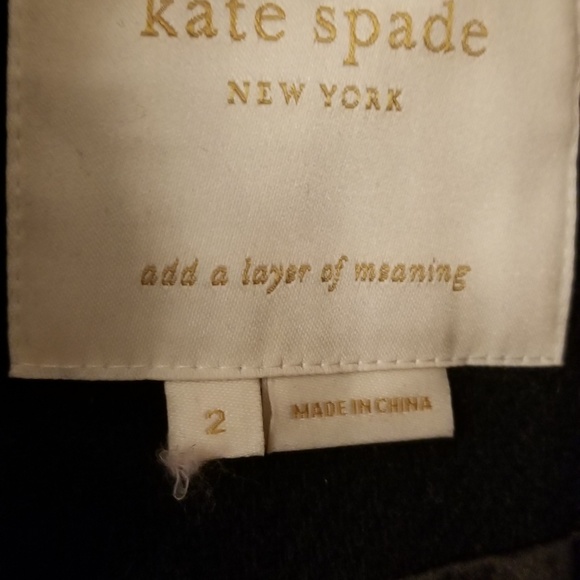 kate spade
NEW YORK
add a layer of meaning
2
MADE IN CHINA